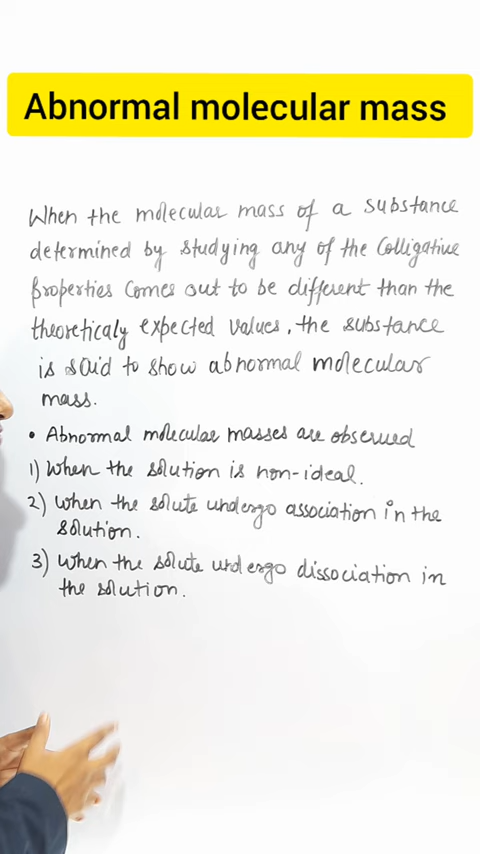 Abnormal molecular mass
When the molecular mass of a substance
determined by studying any of the Colligative
properties comes out to be different than the
theoreticaly expected values, the substance
is said to show abnormal molecular
mass.
• Abnormal molecular masses are observed
1) When the solution is non-ideal.
2) when the solute undergo association in the
solution.
3) when the solute undergo dissociation in
the solution.